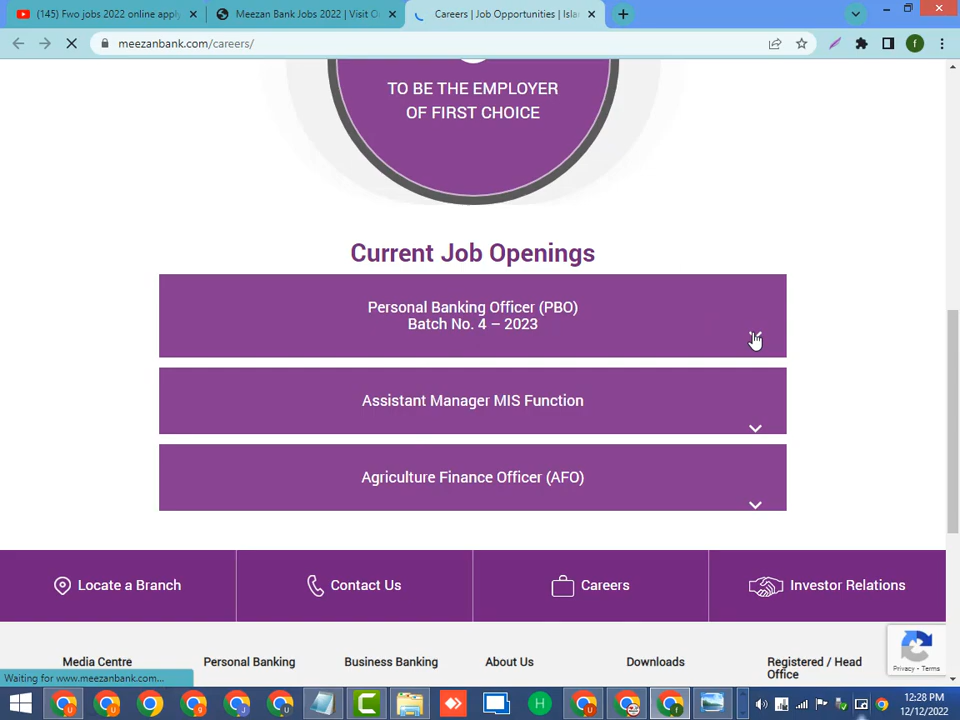 (145) Fwo jobs 2022 online apply
Meezan Bank Jobs 2022 | Visit O
Careers | Job Opportunities | Isla
meezanbank.com/careers/
f
TO BE THE EMPLOYER
OF FIRST CHOICE
Current Job Openings
Personal Banking Officer (PBO)
Batch No. 4 – 2023
Assistant Manager MIS Function
Agriculture Finance Officer (AFO)
Locate a Branch
Contact Us
Careers
Investor Relations
Media Centre
Personal Banking
Business Banking
About Us
Downloads
Registered / Head
Office
Privacy - Terms
Waiting for www.meezanbank.com...
12:28 PM
12/12/2022